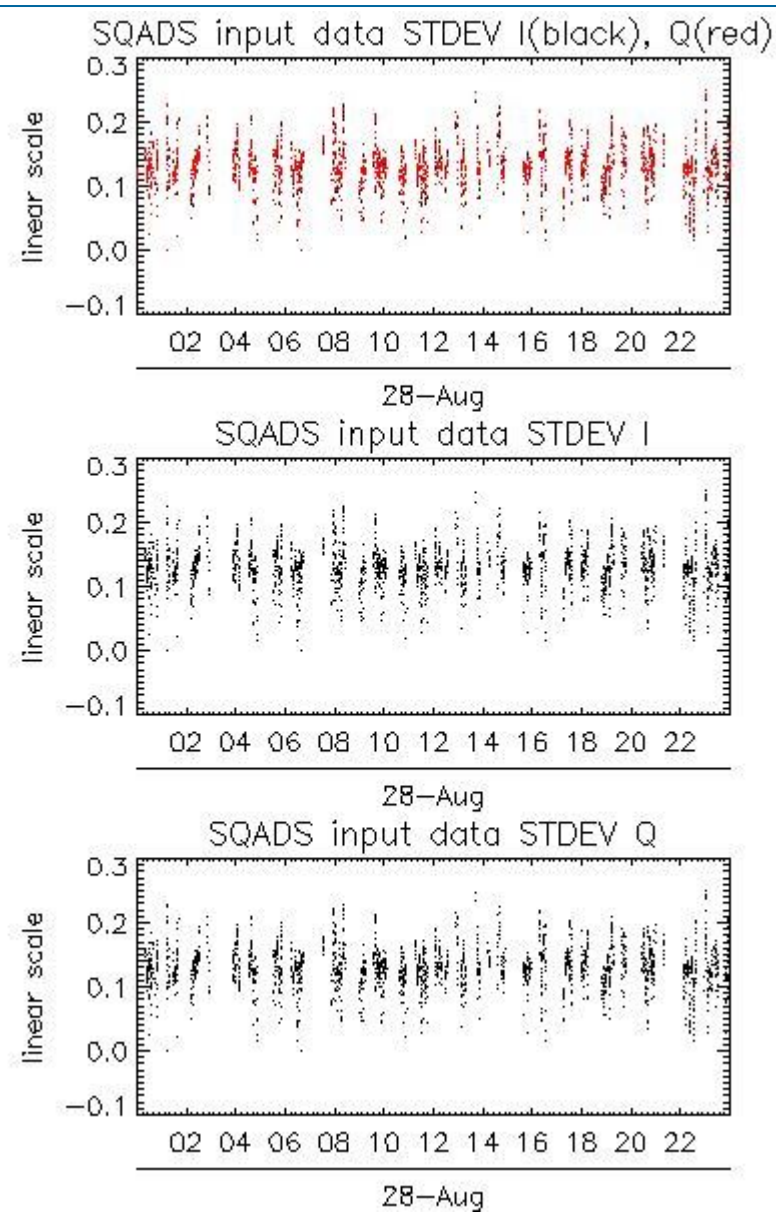 SQADS input data STDEV I(black), Q(red)
0.3
0.2
0.1
0.0
−0.1
linear scale
02 04 06 08 10 12 14 16 18 20 22
28−Aug
SQADS input data STDEV I
0.3
0.2
0.1
0.0
−0.1
linear scale
02 04 06 08 10 12 14 16 18 20 22
28−Aug
SQADS input data STDEV Q
0.3
0.2
0.1
0.0
−0.1
linear scale
02 04 06 08 10 12 14 16 18 20 22
28−Aug